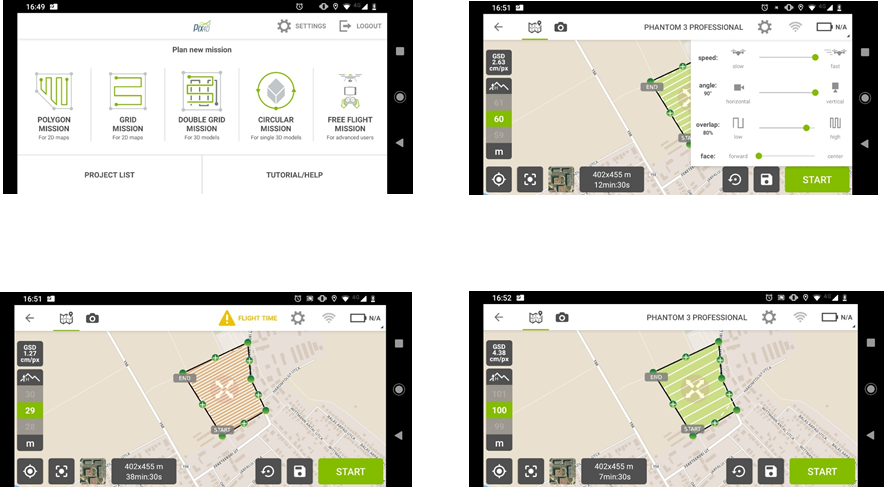 16:49
PIX4D
SETTINGS
LOGOUT
Plan new mission
POLYGON
MISSION
For 2D maps
GRID
MISSION
For 2D maps
DOUBLE GRID
MISSION
For 3D models
CIRCULAR
MISSION
For single 3D models
FREE FLIGHT
MISSION
For advanced users
PROJECT LIST
TUTORIAL/HELP
16:51
PHANTOM 3 PROFESSIONAL
N/A
GSD
2.63
cm/px
61
60
59
m
END
speed:
slow
fast
angle:
90°
horizontal
vertical
overlap:
80%
low
high
face:
forward
center
402x455 m
12min:30s
START
16:51
FLIGHT TIME
N/A
GSD
1.27
cm/px
30
29
28
m
END
START
402x455 m
38min:30s
START
16:52
PHANTOM 3 PROFESSIONAL
N/A
GSD
4.38
cm/px
101
100
99
m
END
START
402x455 m
7min:30s
START